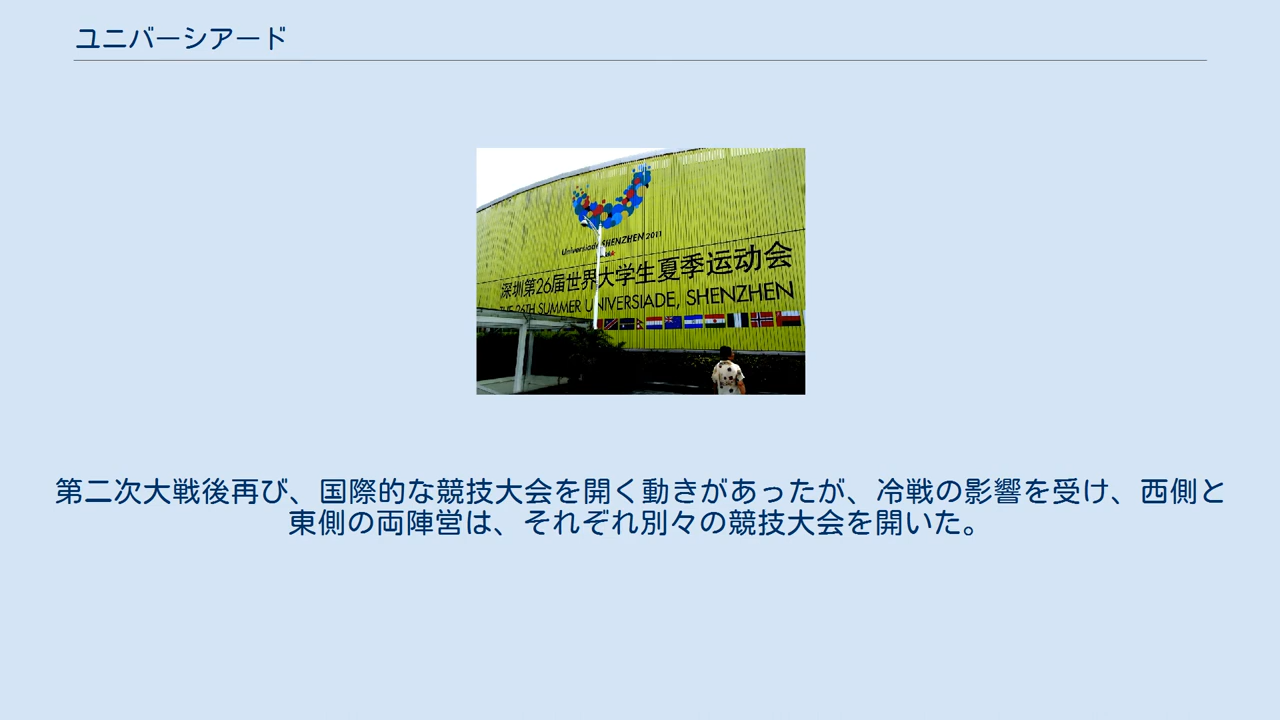 ユニバーシアード
Universiade SHENZHEN 2011
深圳第26届世界大学生夏季运动会
THE 26TH SUMMER UNIVERSIADE, SHENZHEN
第二次大戦後再び、国際的な競技大会を開く動きがあったが、冷戦の影響を受け、西側と
東側の両陣営は、それぞれ別々の競技大会を開いた。